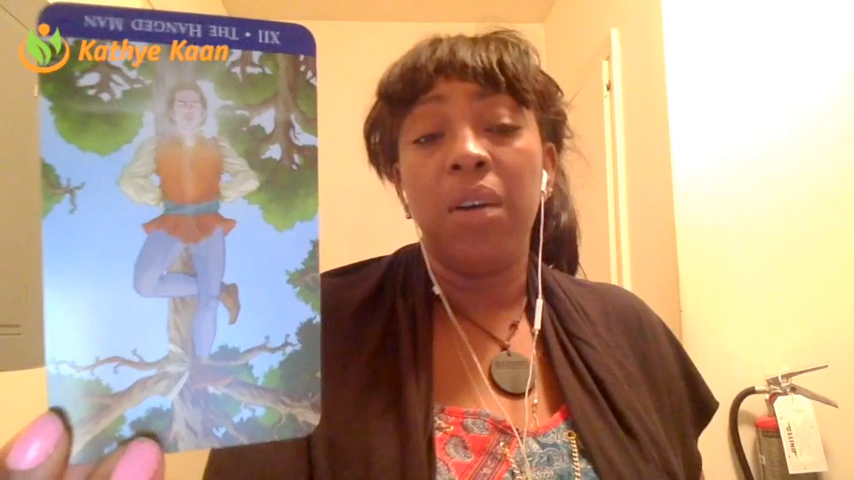 XII • THE HANGED MAN
Kathye Kaan